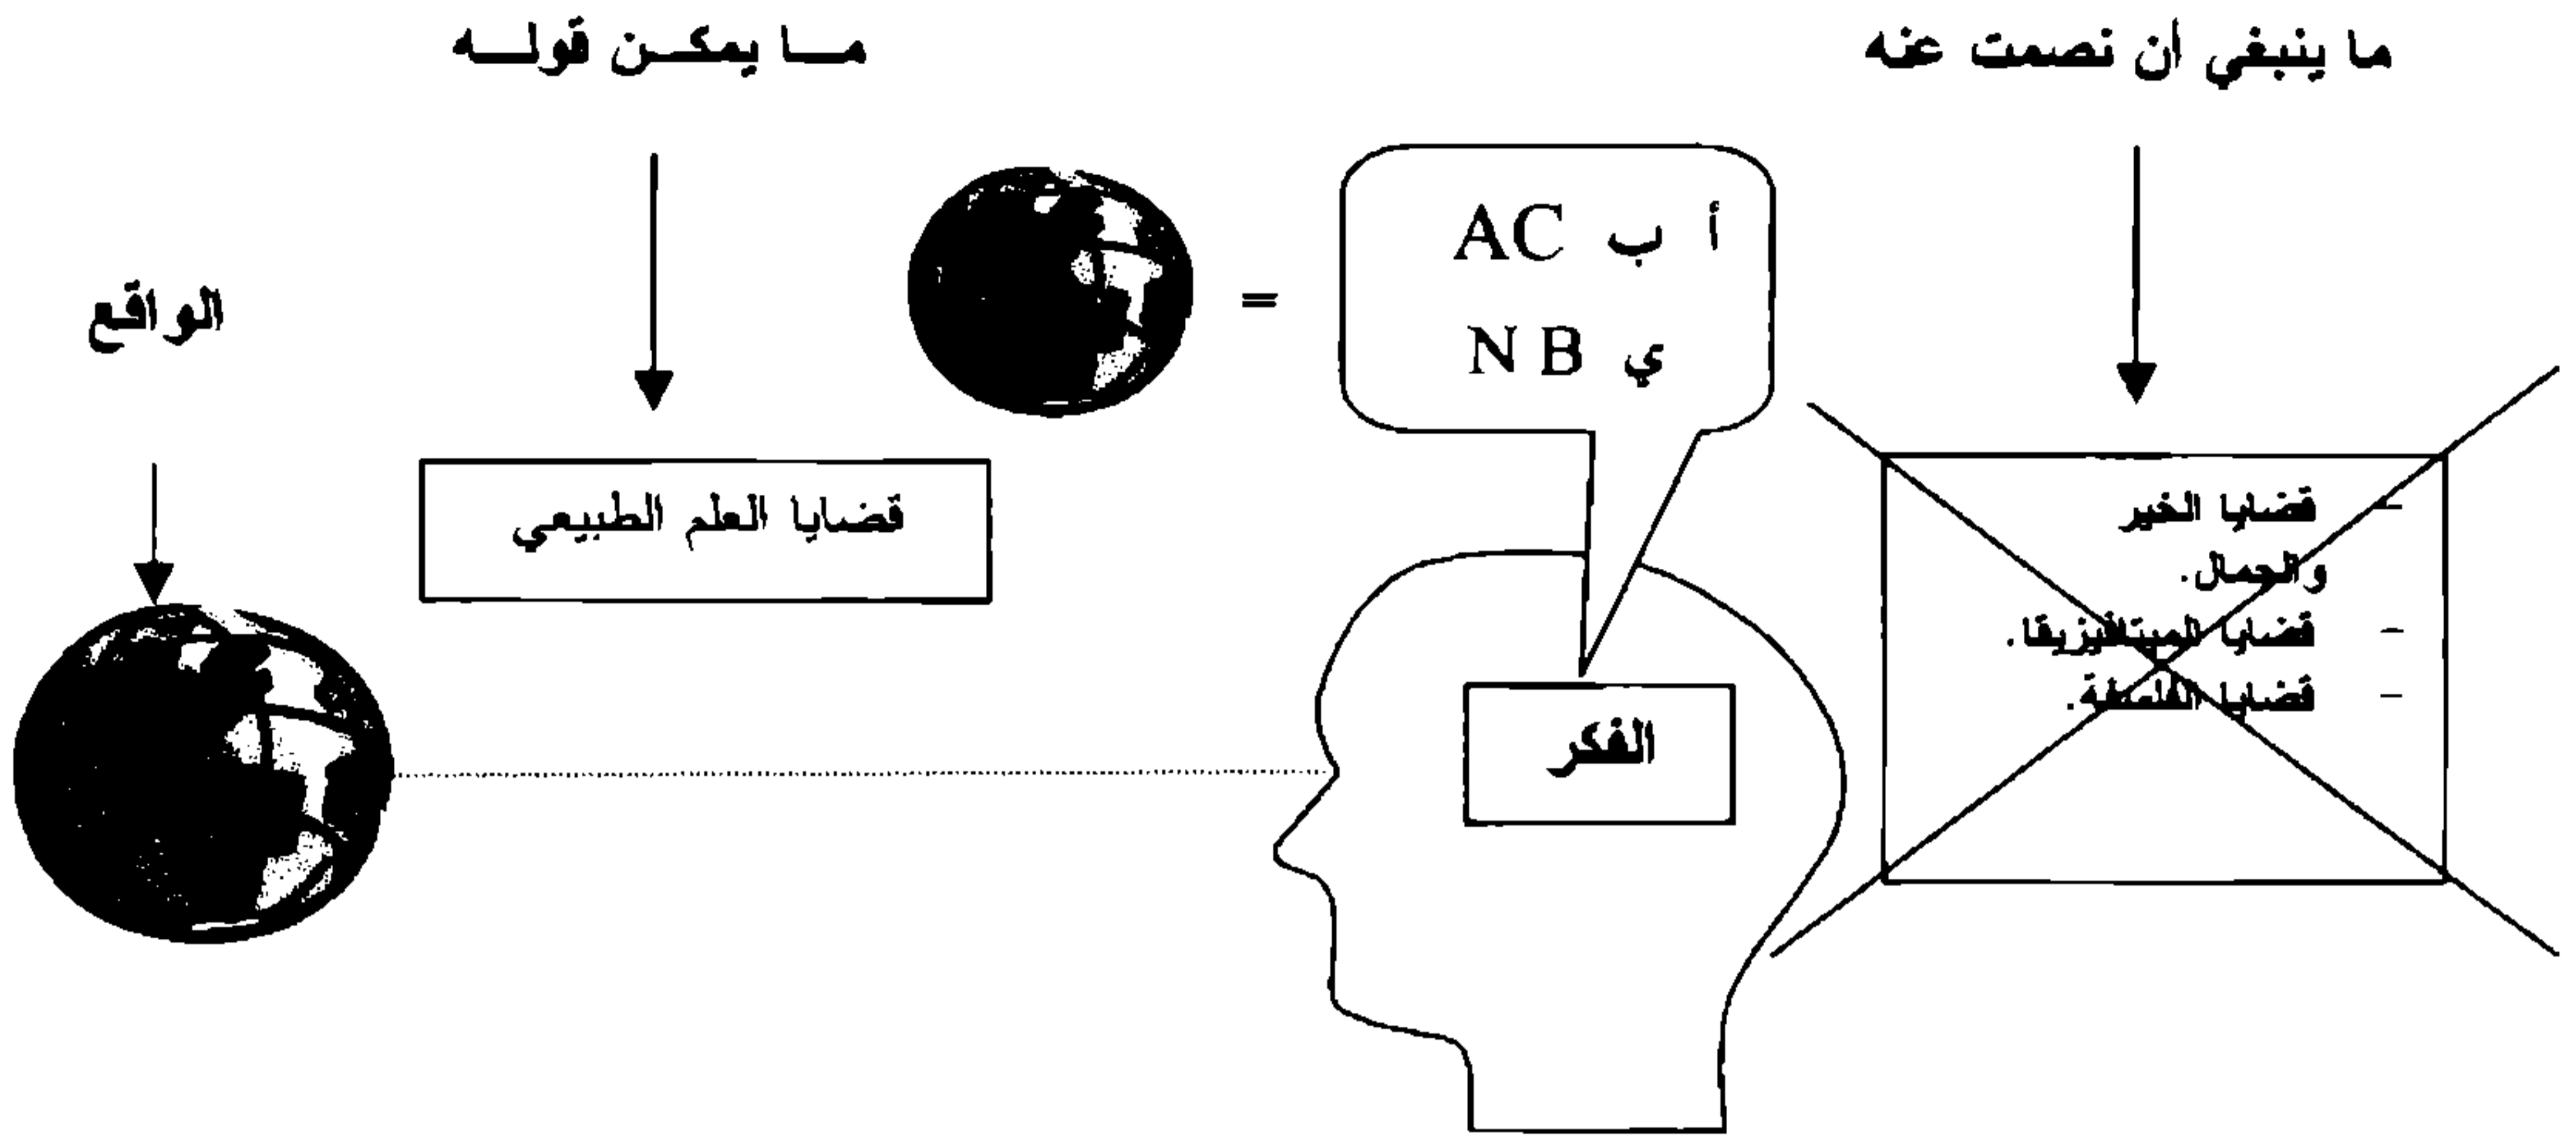 ما ينبغي أن نصمت عنه
مـــا يمكـــن قولـــه
أ ب AC
ي N B
=
الواقع
- قضايا الخير
والجمال.
- قضايا الميتافيزيقا.
- قضايا الفلسفة.
قضايا العلم الطبيعي
الفكر